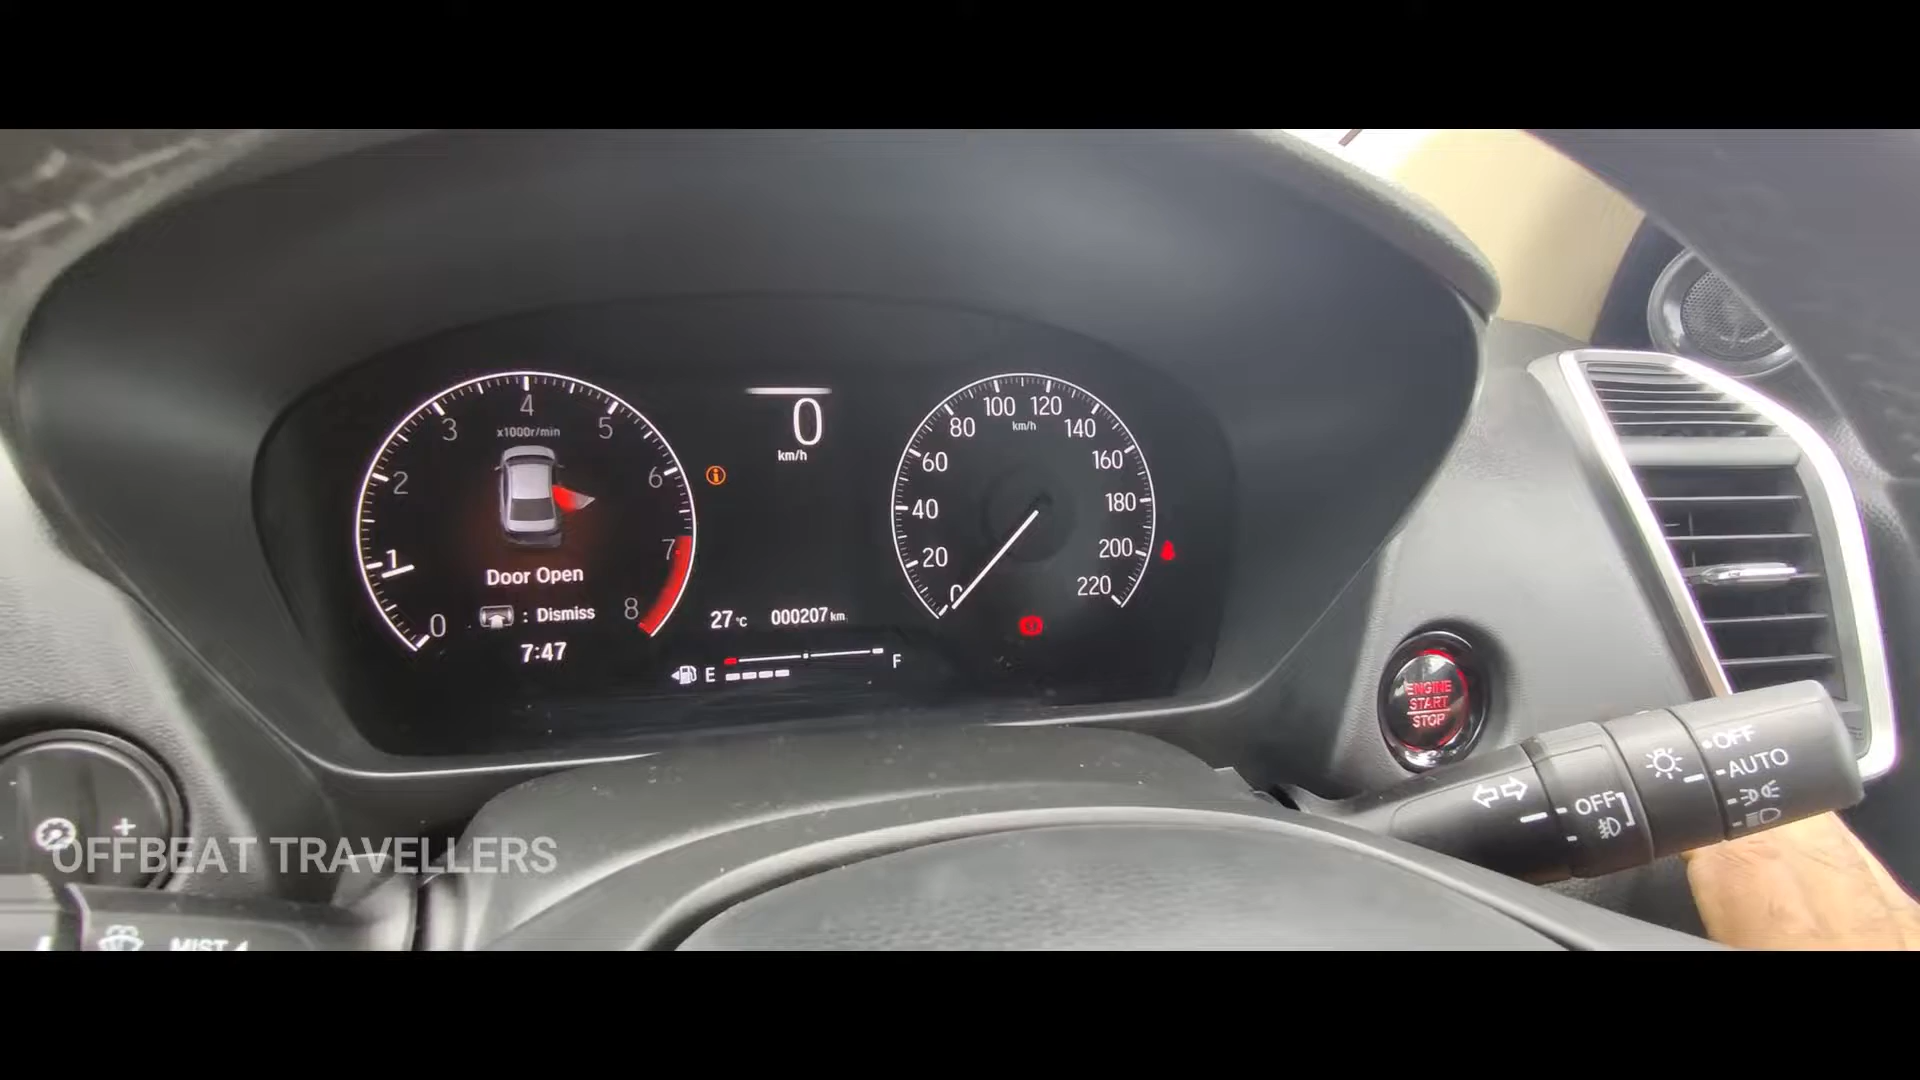 4
3
5
x1000r/min
2
6
1
7
Door Open
: Dismiss
0
8
7:47
0
km/h
27°C
000207 km
E
F
100
120
km/h
80
140
60
160
40
180
20
200
0
220
ENGINE
START
STOP
OFF
AUTO
OFF
+
OFFBEAT TRAVELLERS
MIST